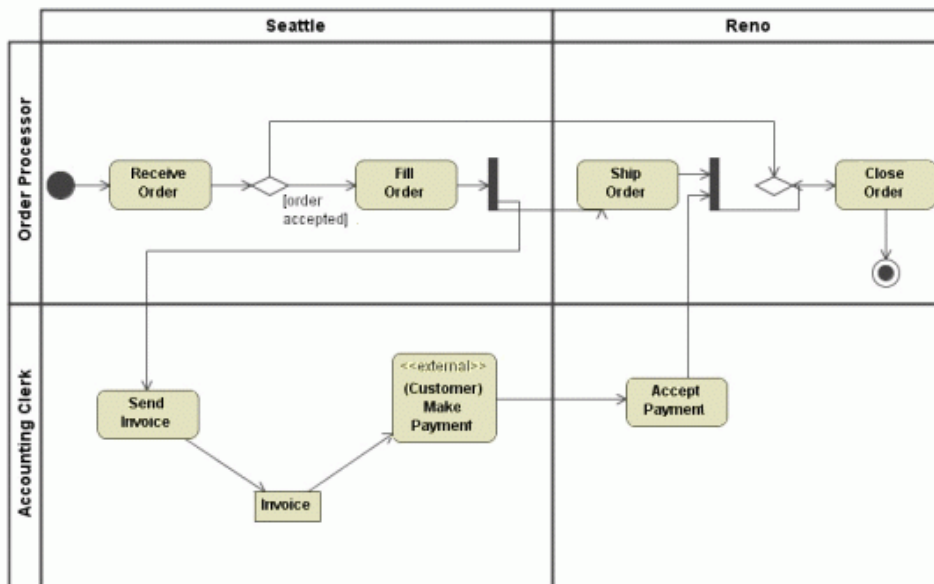 Seattle
Reno
Order Processor
Receive
Order
[order
accepted]
Fill
Order
Ship
Order
Close
Order
Accounting Clerk
Send
Invoice
Invoice
<<external>>
(Customer)
Make
Payment
Accept
Payment